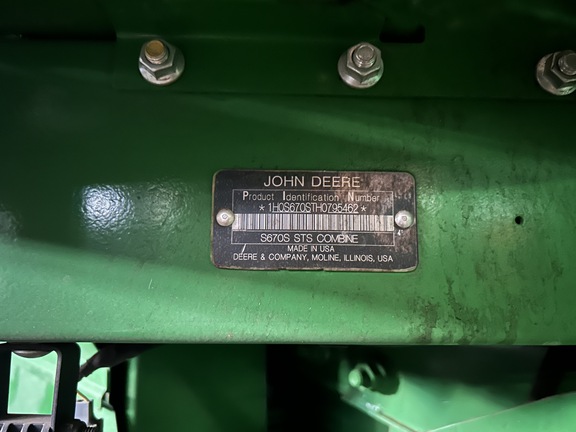 JOHN DEERE
Product Identification Number
*1H0S670STH0795462*
S670S STS COMBINE
MADE IN USA
DEERE & COMPANY, MOLINE, ILLINOIS, USA